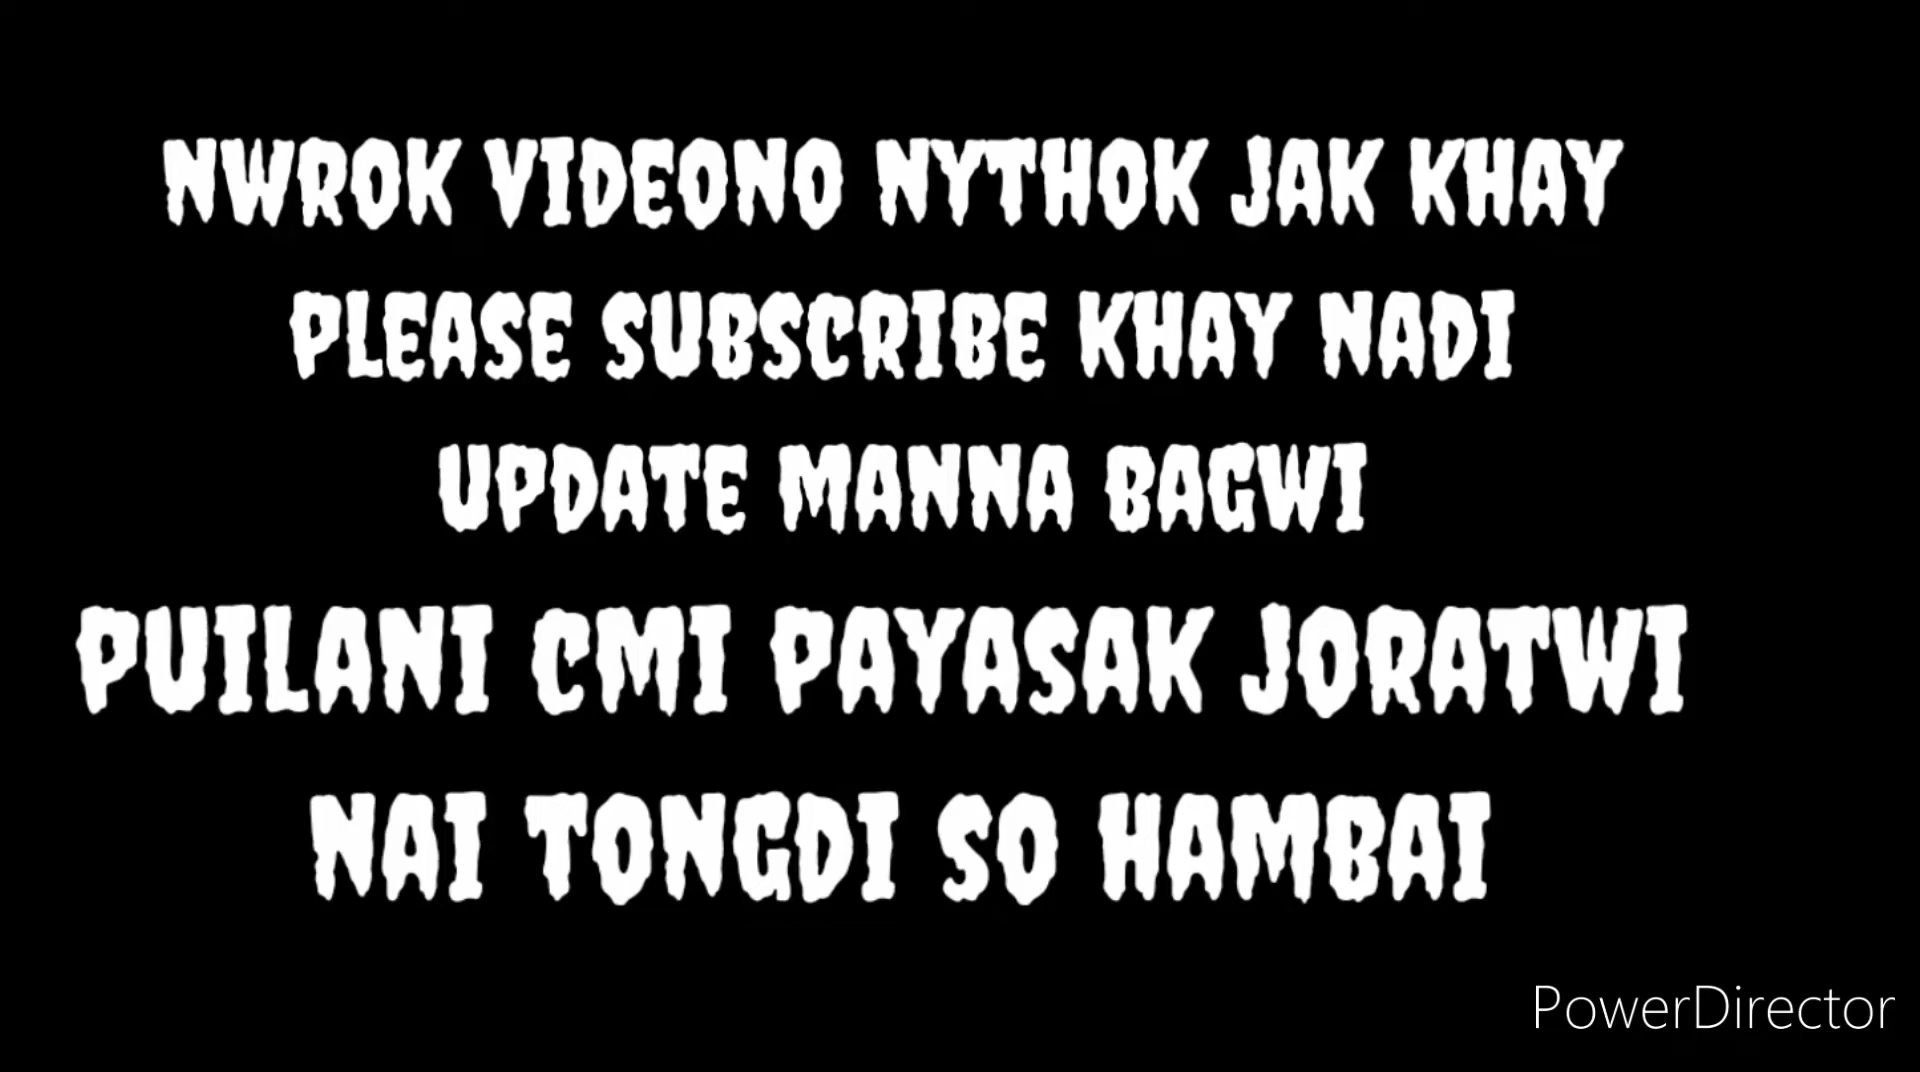 NWROK VIDEONO NYTHOK JAK KHAY
PLEASE SUBSCRIBE KHAY NADI
UPDATE MANNA BAGWI
PUILANI CMI PAYASAK JORATWI
NAI TONGDI SO HAMBAI
PowerDirector